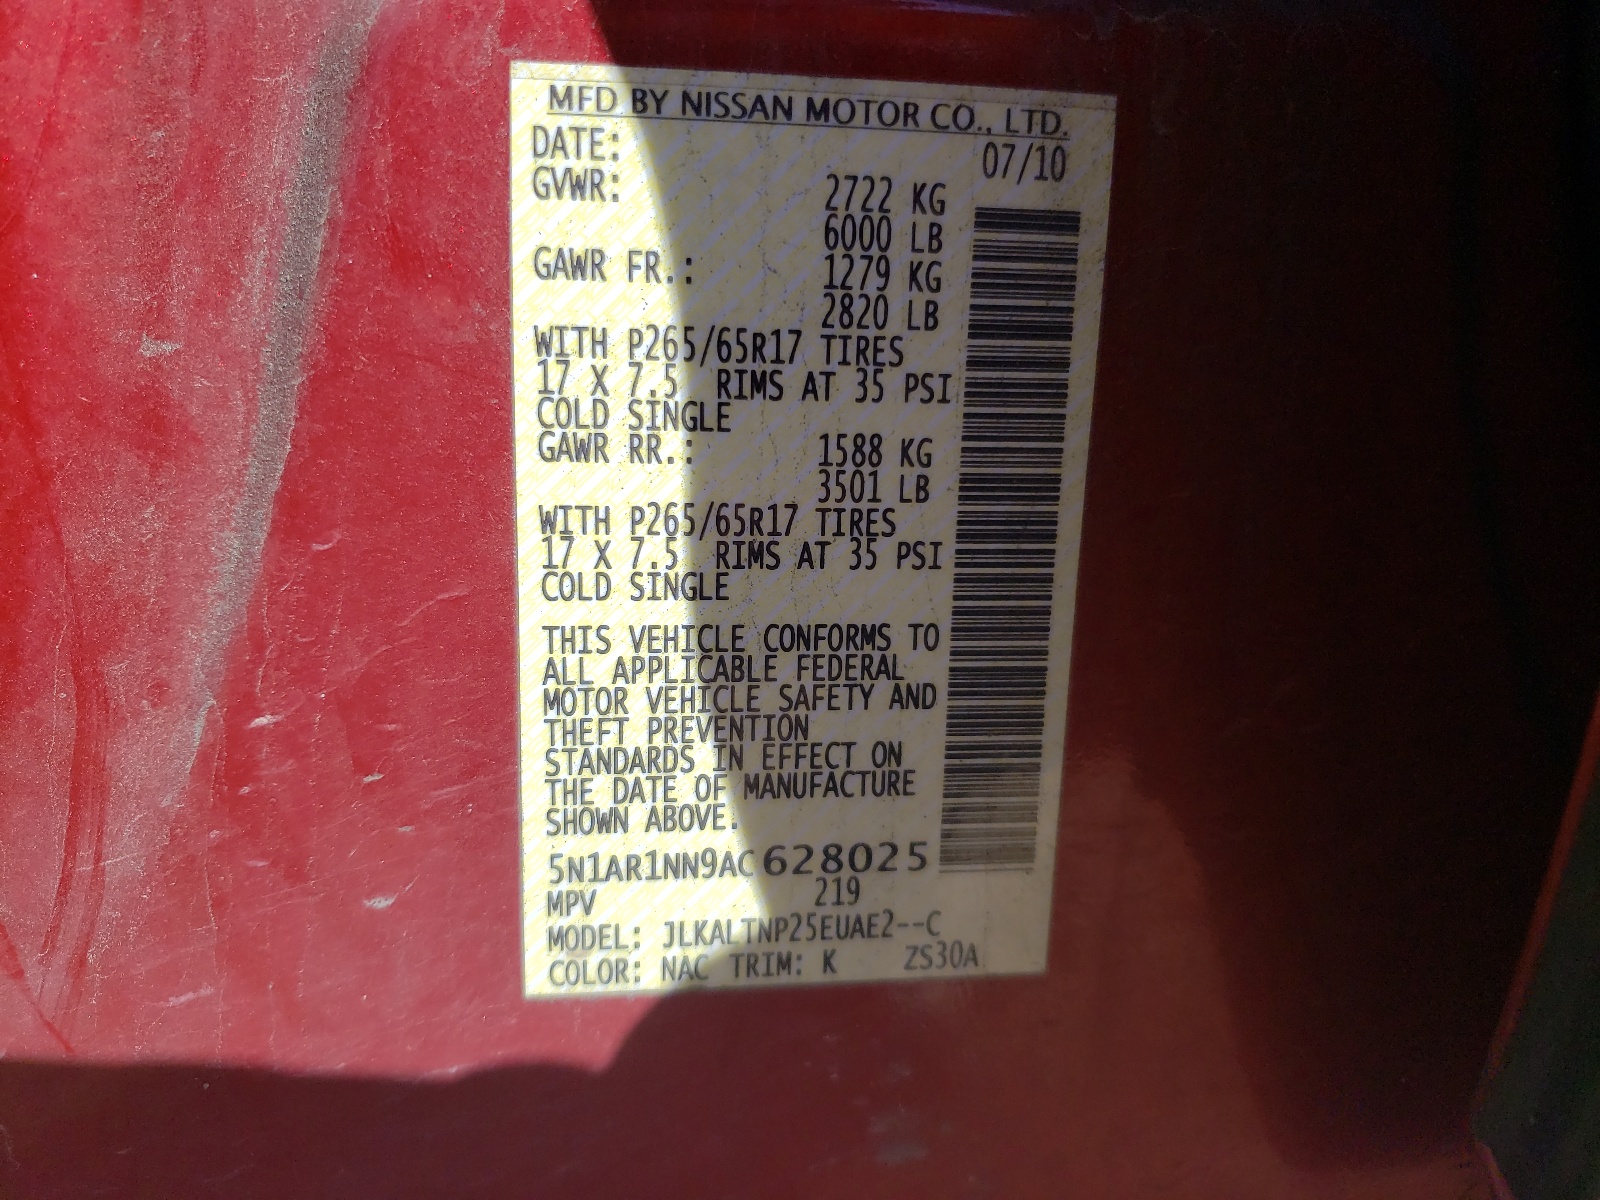 MFD BY NISSAN MOTOR CO., LTD.
DATE: 07/10
GVWR: 2722 KG
6000 LB
GAWR FR.: 1279 KG
2820 LB
WITH P265/65R17 TIRES
17 X 7.5 RIMS AT 35 PSI
COLD SINGLE
GAWR RR.: 1588 KG
3501 LB
WITH P265/65R17 TIRES
17 X 7.5 RIMS AT 35 PSI
COLD SINGLE
THIS VEHICLE CONFORMS TO
ALL APPLICABLE FEDERAL
MOTOR VEHICLE SAFETY AND
THEFT PREVENTION
STANDARDS IN EFFECT ON
THE DATE OF MANUFACTURE
SHOWN ABOVE.
5N1AR1NN9AC628025
MPV 219
MODEL: JLKALTNP25EUAE2--C
COLOR: NAC TRIM: K ZS30A